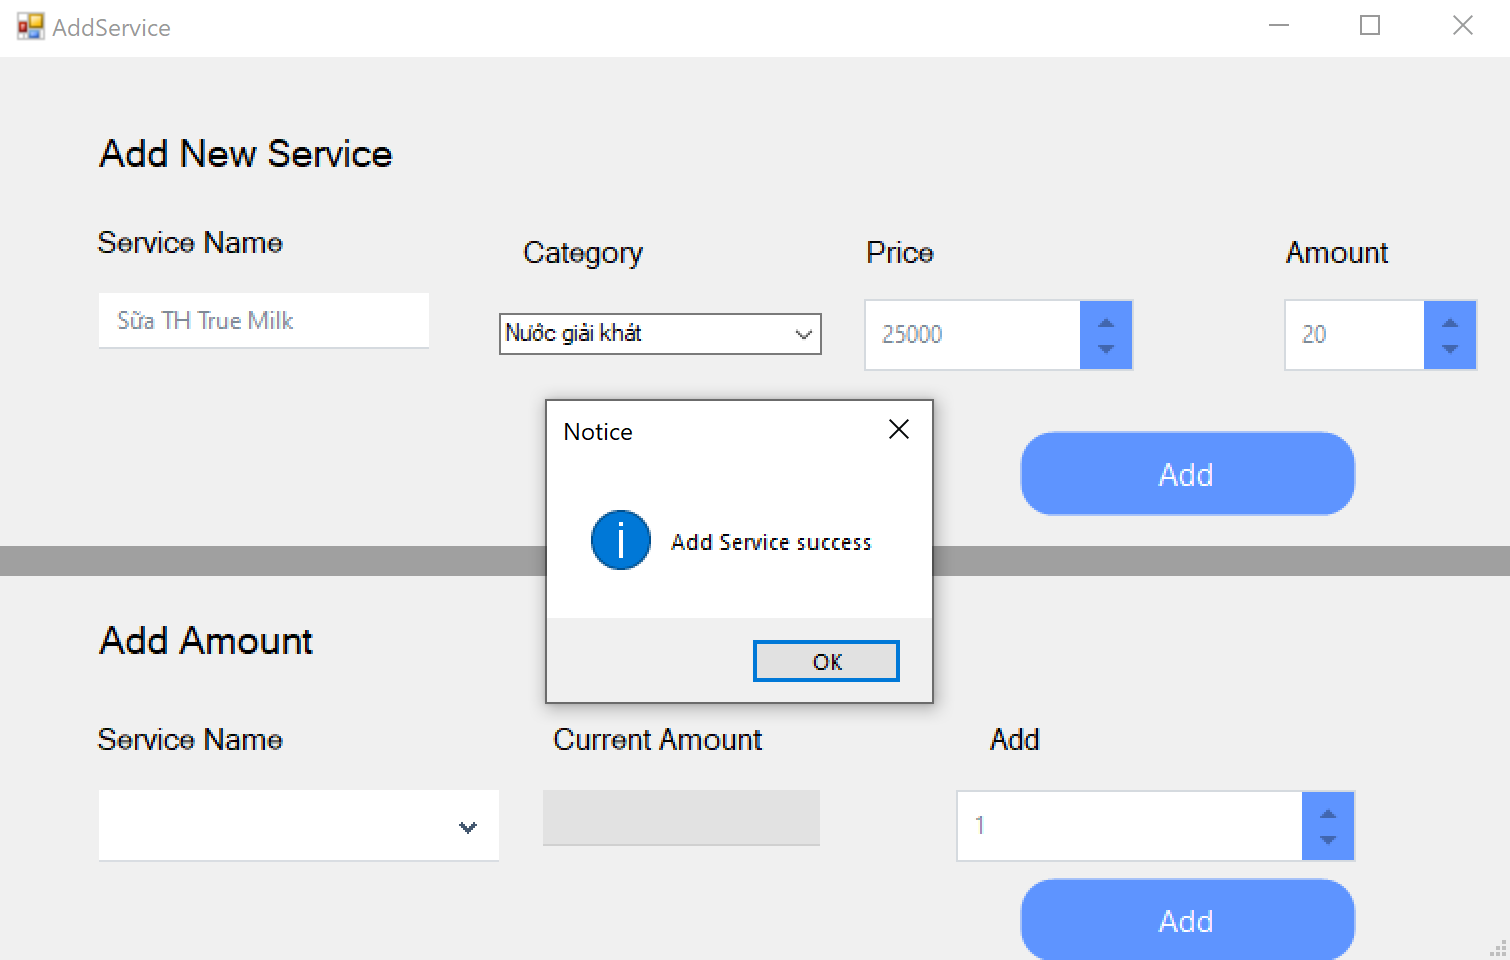 AddService
Add New Service
Service Name
Category
Price
Amount
Sữa TH True Milk
Nước giải khát
25000
20
Notice
Add
Add Service success
OK
Add Amount
Service Name
Current Amount
Add
1
Add